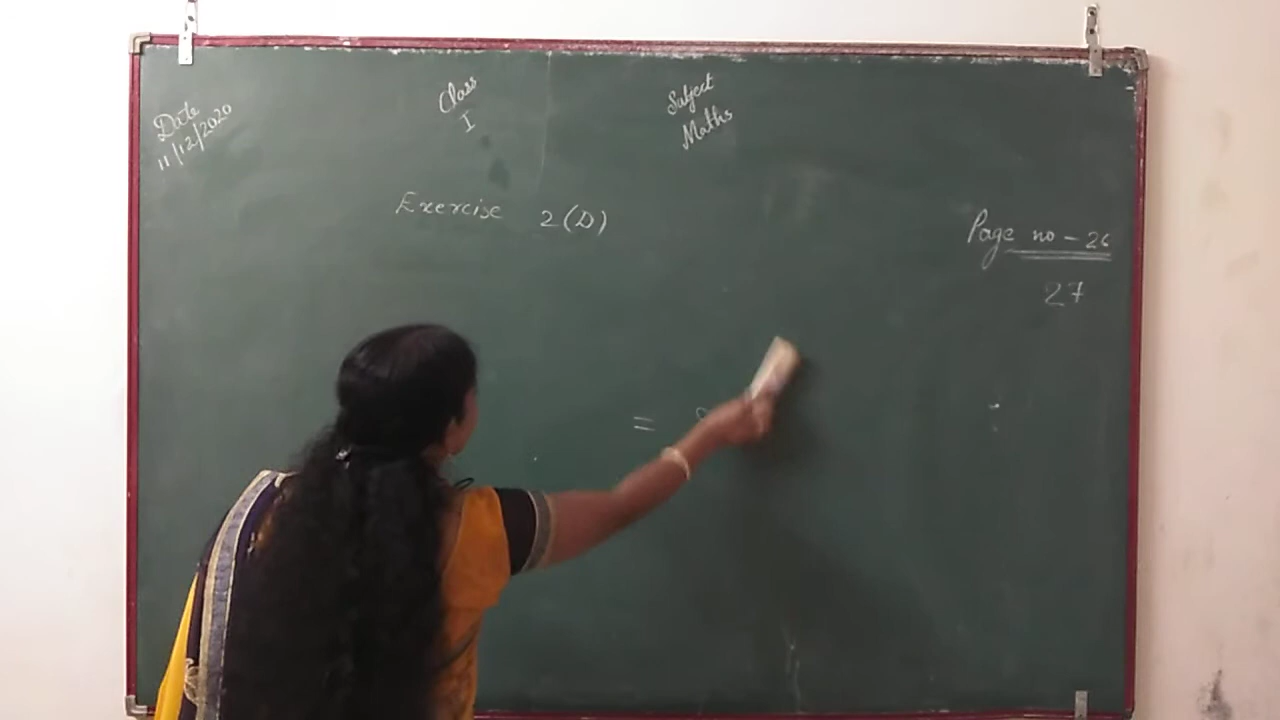 Date
11/12/2020
Class
I
Subject
Maths
Exercise 2(D)
Page no - 26
27
=